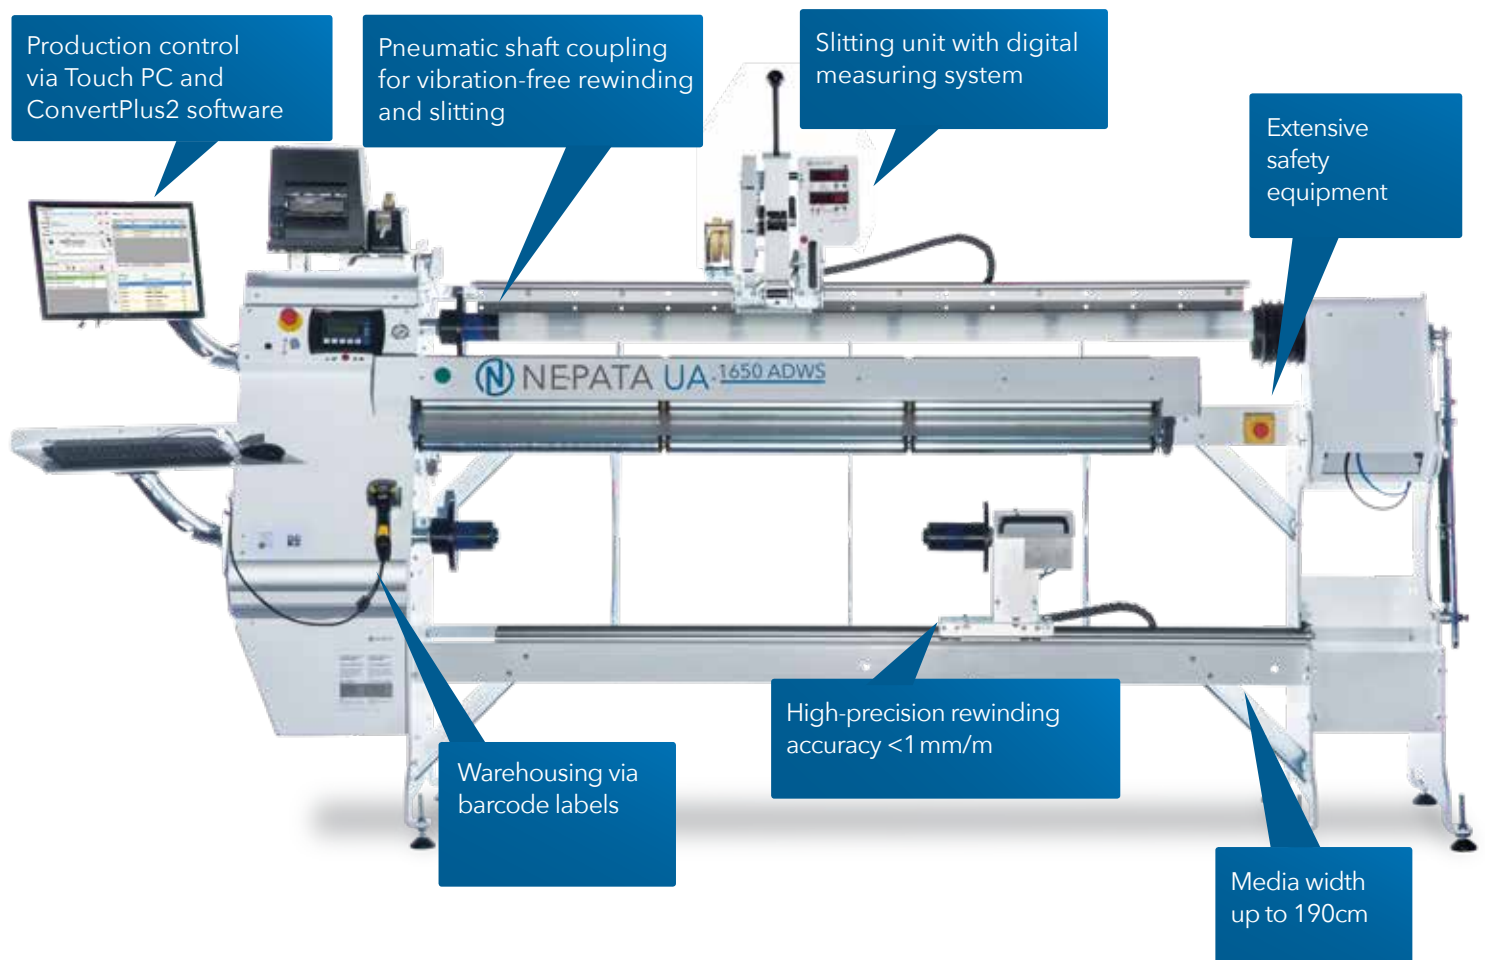 Production control
via Touch PC and
ConvertPlus2 software
Pneumatic shaft coupling
for vibration-free rewinding
and slitting
Slitting unit with digital
measuring system
Extensive
safety
equipment
NEPATA UA-1650 ADWS
High-precision rewinding
accuracy <1 mm/m
Warehousing via
barcode labels
Media width
up to 190cm